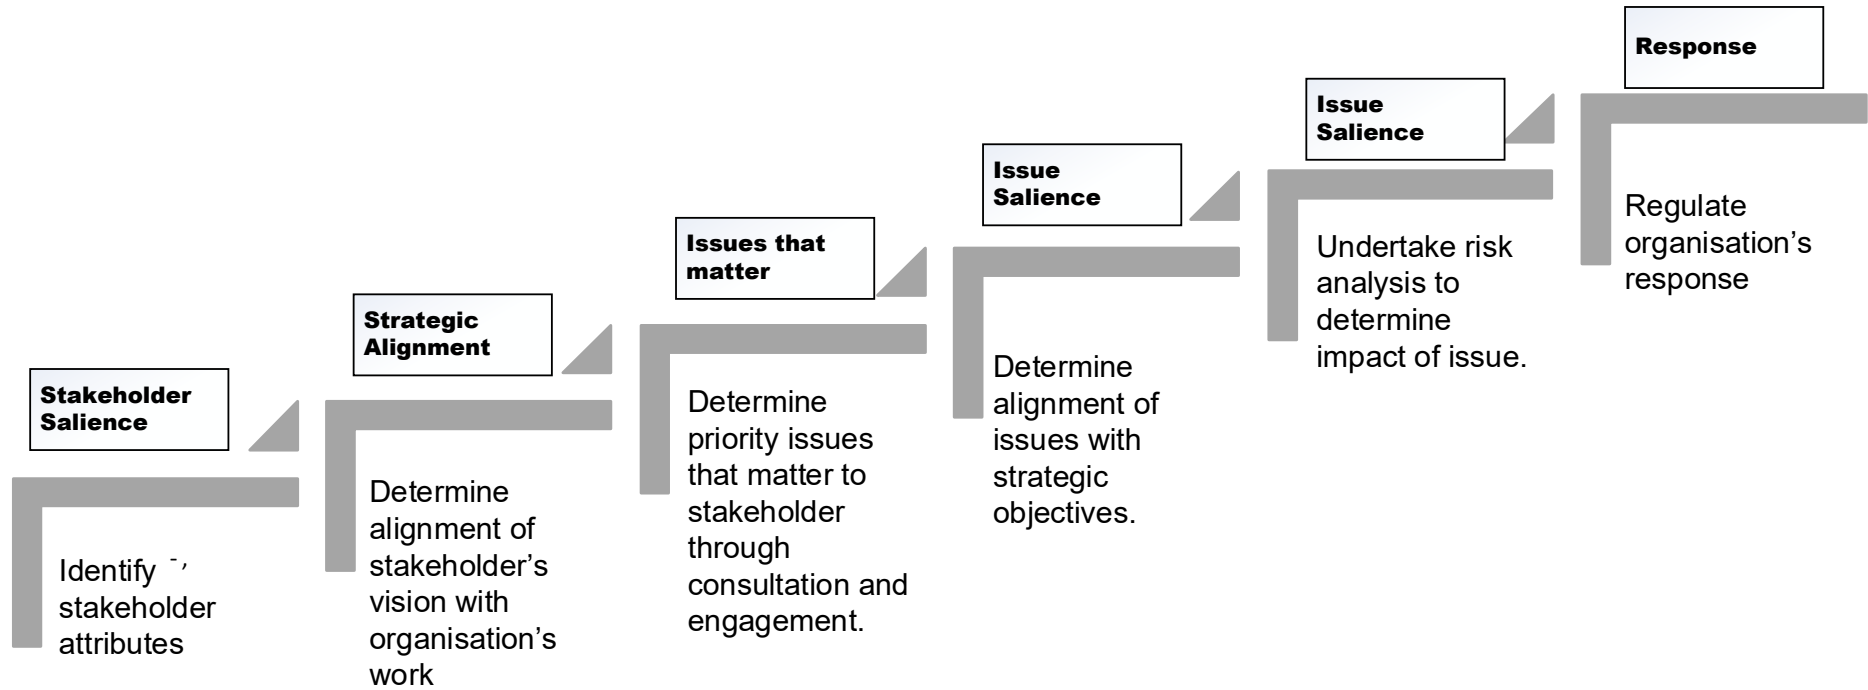 Stakeholder
Salience
Identify
stakeholder
attributes
Strategic
Alignment
Determine
alignment of
stakeholder’s
vision with
organisation’s
work
Issues that
matter
Determine
priority issues
that matter to
stakeholder
through
consultation and
engagement.
Issue
Salience
Determine
alignment of
issues with
strategic
objectives.
Issue
Salience
Undertake risk
analysis to
determine
impact of issue.
Response
Regulate
organisation’s
response